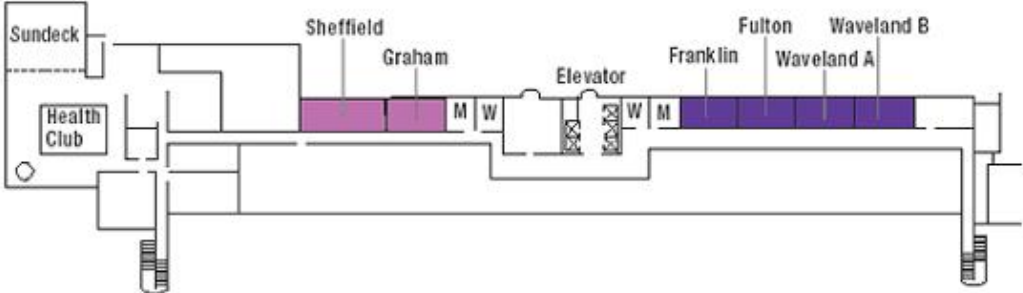 Sundeck
Sheffield
Graham
Elevator
Franklin
Fulton
Waveland A
Waveland B
Health
Club
M
W
W
M